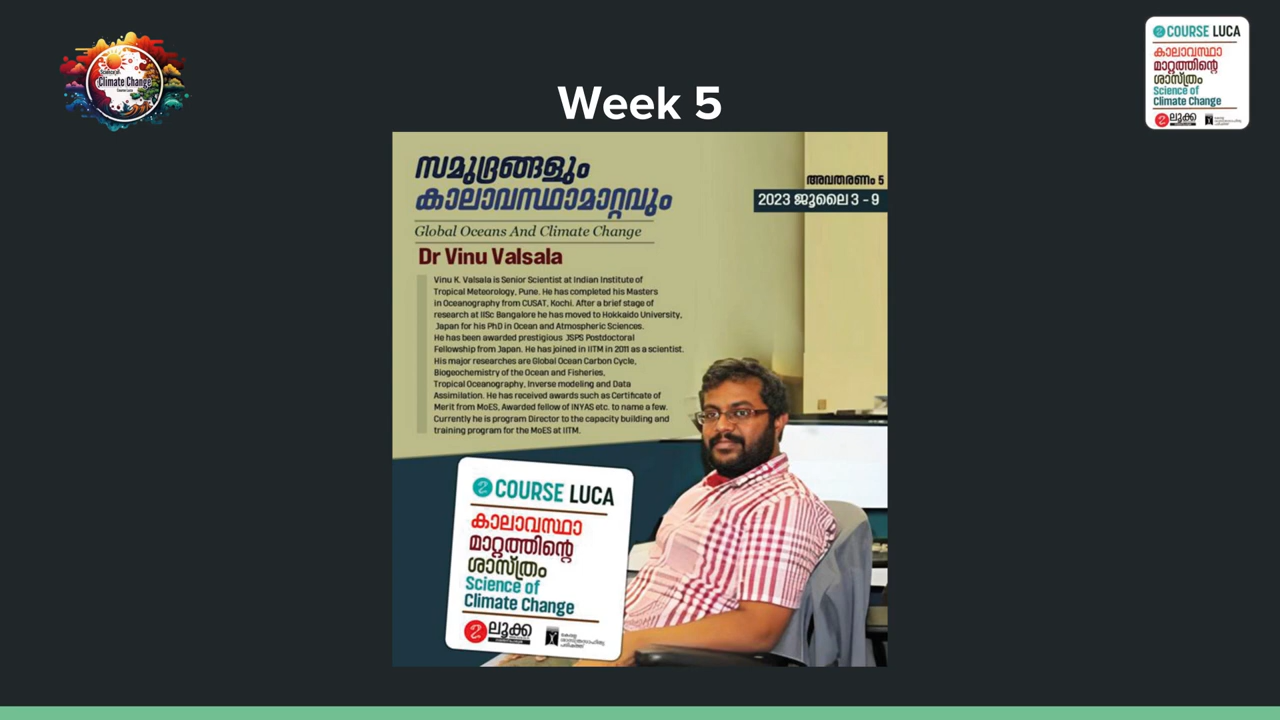 Science of
Climate Change
Course Luca
COURSE LUCA
കാലാവസ്ഥാ
മാറ്റത്തിന്റെ
ശാസ്ത്രം
Science of
Climate Change
ലൂക്ക
Week 5
സമുദ്രങ്ങളും
കാലാവസ്ഥാമാറ്റവും
Global Oceans And Climate Change
അവതരണം 5
2023 ജൂലൈ 3 - 9
Dr Vinu Valsala
Vinu K. Valsala is Senior Scientist at Indian Institute of
Tropical Meteorology, Pune. He has completed his Masters
in Oceanography from CUSAT, Kochi. After a brief stage of
research at IISc Bangalore he has moved to Hokkaido University,
Japan for his PhD in Ocean and Atmospheric Sciences.
He has been awarded prestigious JSPS Postdoctoral
Fellowship from Japan. He has joined in IITM in 2011 as a scientist.
His major researches are Global Ocean Carbon Cycle,
Biogeochemistry of the Ocean and Fisheries,
Tropical Oceanography, Inverse modeling and Data
Assimilation. He has received awards such as Certificate of
Merit from MoES, Awarded fellow of INYAS etc. to name a few.
Currently he is program Director to the capacity building and
training program for the MoES at IITM.
COURSE LUCA
കാലാവസ്ഥാ
മാറ്റത്തിന്റെ
ശാസ്ത്രം
Science of
Climate Change
ലൂക്ക
കേരള
ശാസ്ത്രസാഹിത്യ
പരിഷത്ത്